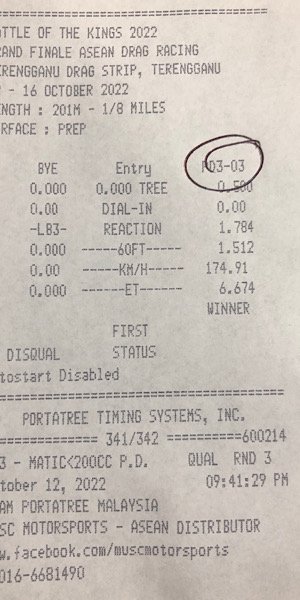 OTTLE OF THE KINGS 2022
RAND FINALE ASEAN DRAG RACING
ERENGGANU DRAG STRIP, TERENGGANU
- 16 OCTOBER 2022
ENGTH : 201M - 1/8 MILES
URFACE : PREP
BYE Entry PD3-03
0.000 0.000 TREE 0.500
0.00 DIAL-IN 0.00
-LB3- REACTION 1.784
0.000 -----60FT----- 1.512
0.00 -----KM/H----- 174.91
0.000 ------ET------ 6.674
WINNER
FIRST
DISQUAL STATUS
tostart Disabled
PORTATREE TIMING SYSTEMS, INC.
============ 341/342 ==========600214
3 - MATIC<200CC P.D. QUAL RND 3
tober 12, 2022 09:41:29 PM
AM PORTATREE MALAYSIA
SC MOTORSPORTS - ASEAN DISTRIBUTOR
w.facebook.com/muscmotorsports
016-6681490